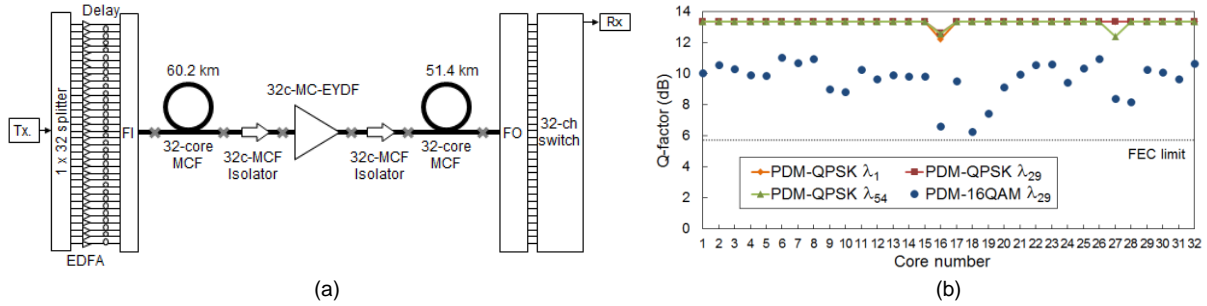 Delay
Tx.
1 x 32 splitter
EDFA
FI
60.2 km
32-core
MCF
32c-MCF
Isolator
32c-MC-EYDF
32c-MCF
Isolator
51.4 km
32-core
MCF
FO
32-ch
switch
Rx
(a)
Q-factor (dB)
14
12
10
8
6
4
2
0
FEC limit
PDM-QPSK λ1
PDM-QPSK λ29
PDM-QPSK λ54
PDM-16QAM λ29
1 2 3 4 5 6 7 8 9 10 11 12 13 14 15 16 17 18 19 20 21 22 23 24 25 26 27 28 29 30 31 32
Core number
(b)